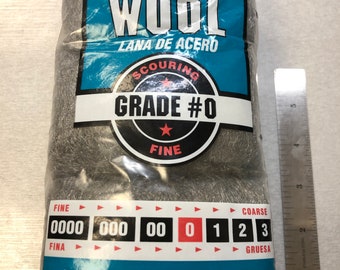 WOOL
LANA DE ACERO
SCOURING
GRADE #0
FINE
FINE COARSE
0000 000 00 0 1 2 3
FINA GRUESA